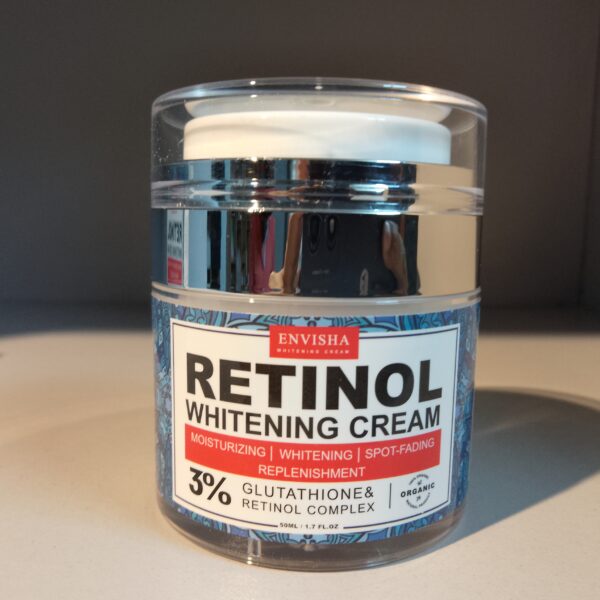 ENVISHA
WHITENING CREAM
RETINOL
WHITENING CREAM
MOISTURIZING | WHITENING | SPOT-FADING
REPLENISHMENT
3% GLUTATHIONE&
RETINOL COMPLEX
ORGANIC
50ML / 1.7 FL.OZ